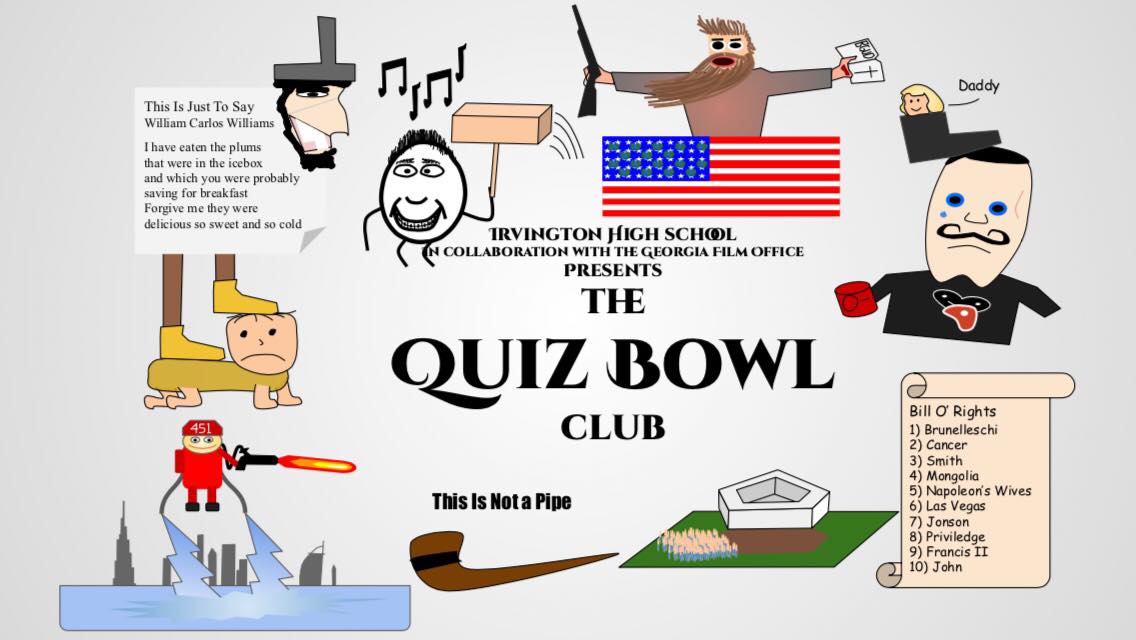 This Is Just To Say
William Carlos Williams
I have eaten the plums
that were in the icebox
and which you were probably
saving for breakfast
Forgive me they were
delicious so sweet and so cold
Daddy
Irvington High School
In collaboration with the Georgia Film Office
Presents
The
Quiz Bowl
Club
451
This Is Not a Pipe
Bill O' Rights
1) Brunelleschi
2) Cancer
3) Smith
4) Mongolia
5) Napoleon's Wives
6) Las Vegas
7) Jonson
8) Priviledge
9) Francis II
10) John